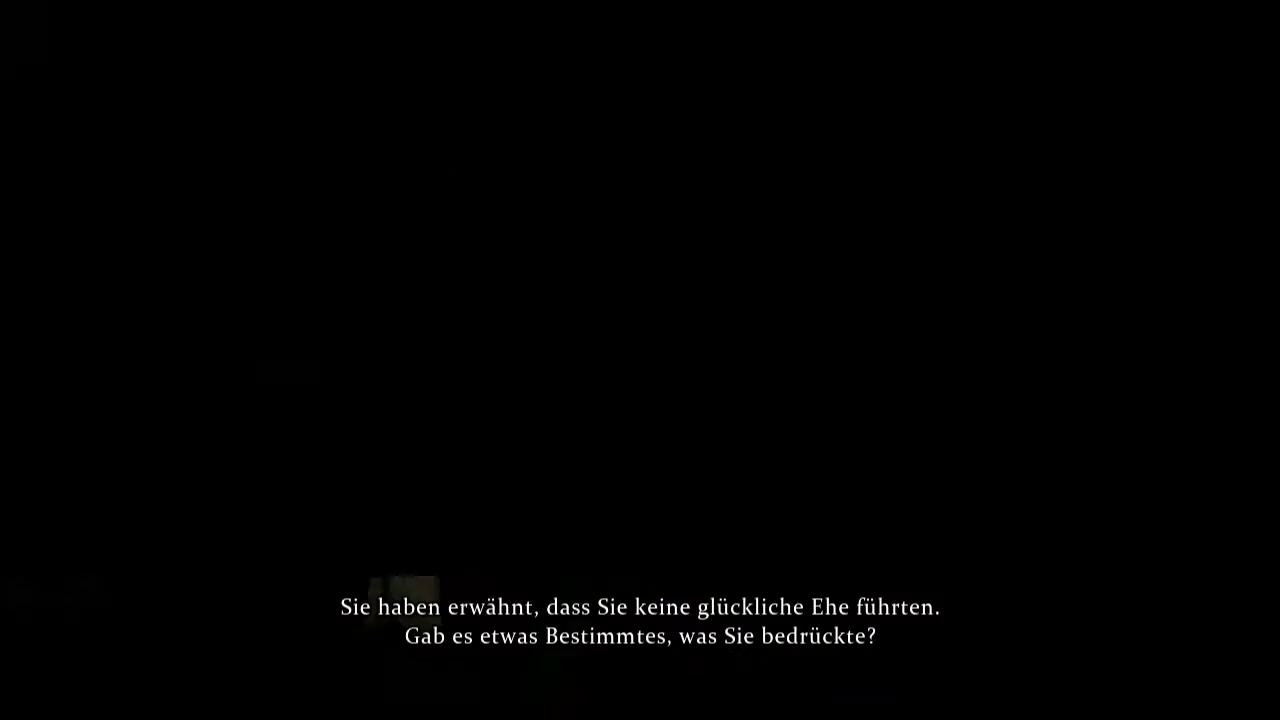 Sie haben erwähnt, dass Sie keine glückliche Ehe führten.
Gab es etwas Bestimmtes, was Sie bedrückte?